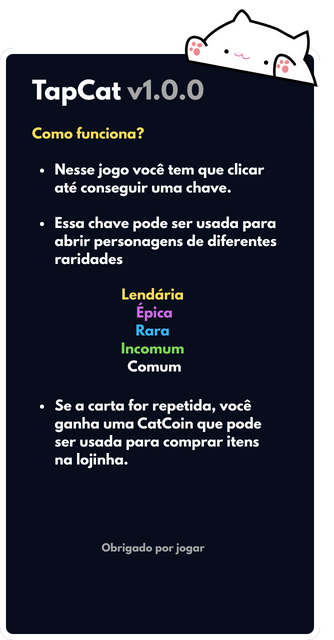 TapCat v1.0.0
Como funciona?
• Nesse jogo você tem que clicar
até conseguir uma chave.
• Essa chave pode ser usada para
abrir personagens de diferentes
raridades
Lendária
Épica
Rara
Incomum
Comum
• Se a carta for repetida, você
ganha uma CatCoin que pode
ser usada para comprar itens
na lojinha.
Obrigado por jogar